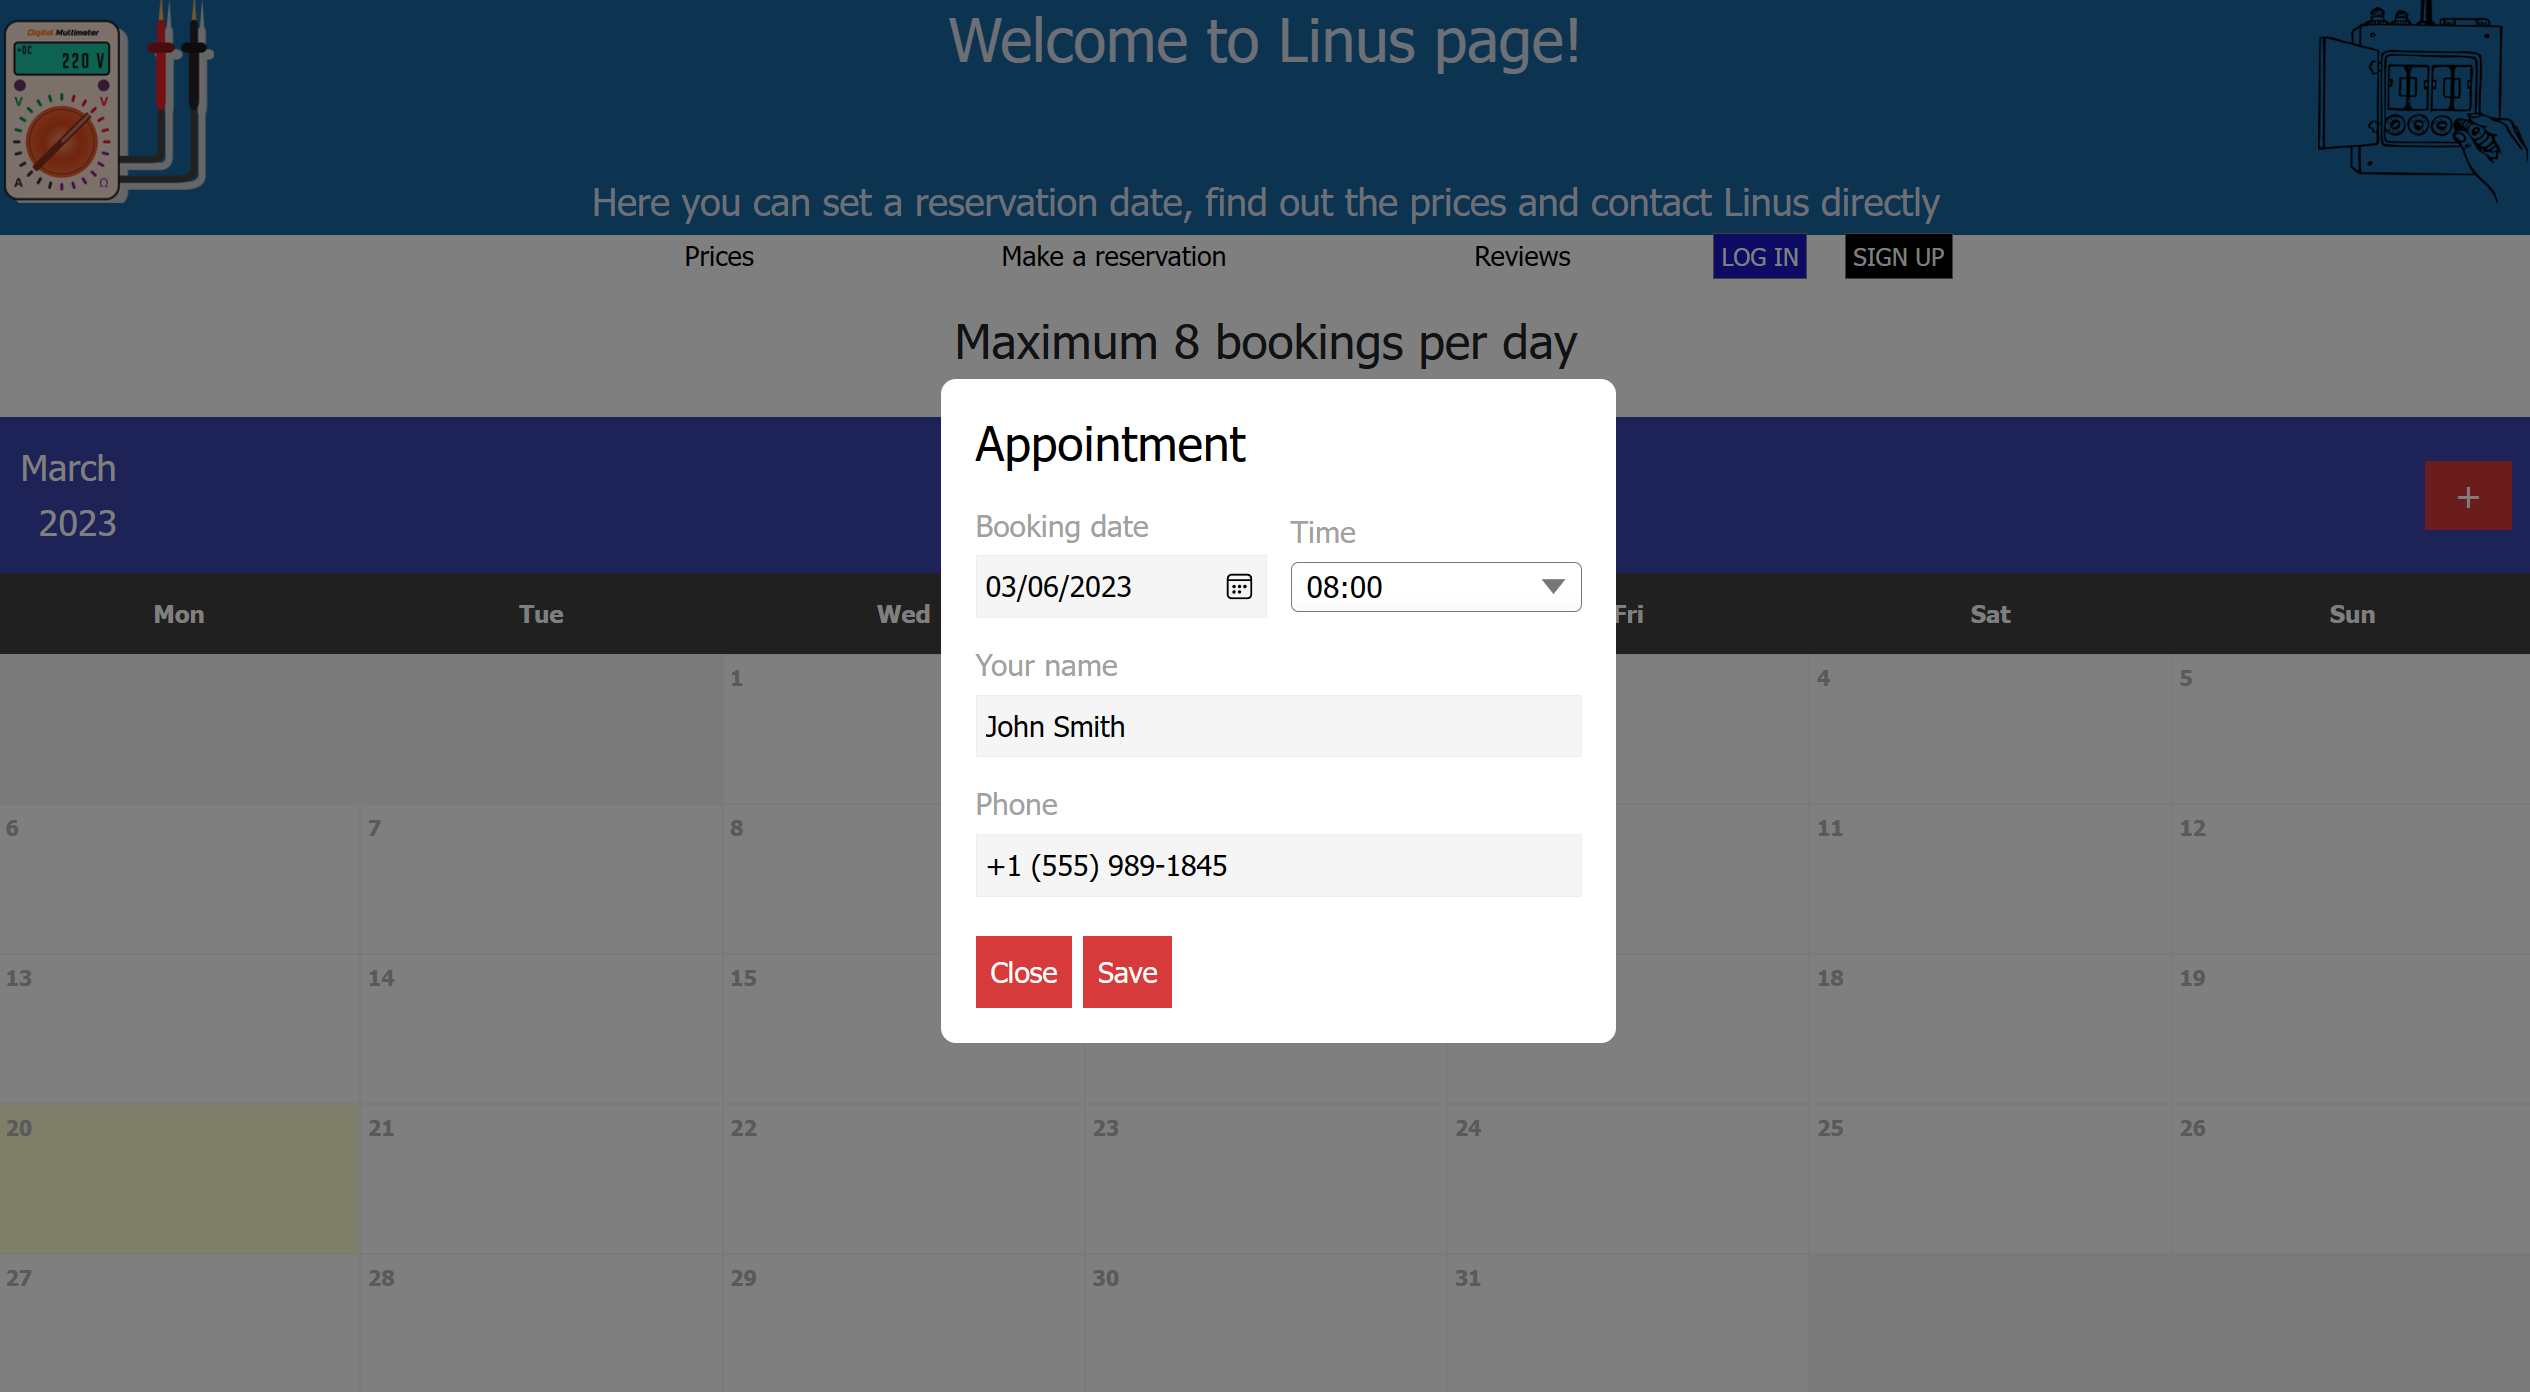 Digital Multimeter
+DC
220 V
V
V
A
Ω
Welcome to Linus page!
Here you can set a reservation date, find out the prices and contact Linus directly
Prices
Make a reservation
Reviews
LOG IN
SIGN UP
Maximum 8 bookings per day
March
2023
+
Mon
Tue
Wed
Fri
Sat
Sun
Appointment
Booking date
Time
03/06/2023
08:00
Your name
John Smith
Phone
+1 (555) 989-1845
Close
Save
1
4
5
6
7
8
11
12
13
14
15
18
19
20
21
22
23
24
25
26
27
28
29
30
31